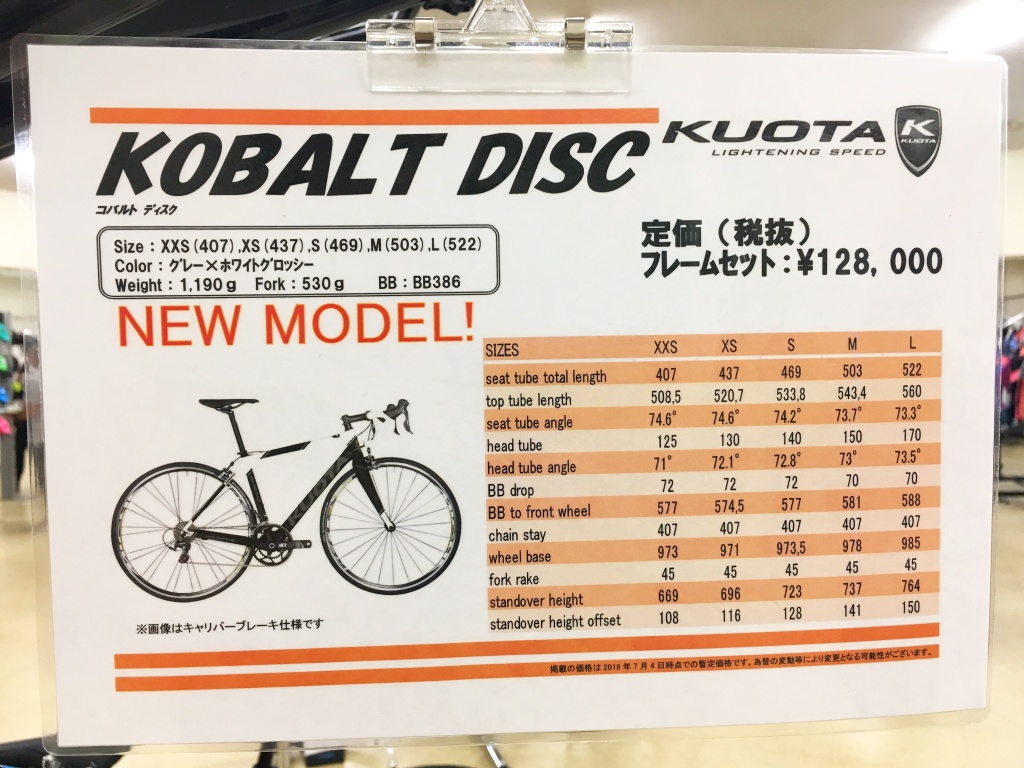 KOBALT DISC
コバルト ディスク
KUOTA
LIGHTENING SPEED
K
KUOTA
Size : XXS (407) ,XS (437) ,S (469) ,M (503) ,L (522)
Color : グレー×ホワイトグロッシー
Weight : 1,190ｇ Fork : 530ｇ BB : BB386
定価（税抜）
フレームセット : ¥128, 000
NEW MODEL!
SIZES XXS XS S M L
seat tube total length 407 437 469 503 522
top tube length 508,5 520,7 533,8 543,4 560
seat tube angle 74.6° 74.6° 74.2° 73.7° 73.3°
head tube 125 130 140 150 170
head tube angle 71° 72.1° 72.8° 73° 73.5°
BB drop 72 72 72 70 70
BB to front wheel 577 574,5 577 581 588
chain stay 407 407 407 407 407
wheel base 973 971 973,5 978 985
fork rake 45 45 45 45 45
standover height 669 696 723 737 764
standover height offset 108 116 128 141 150
KUOTA
※画像はキャリパーブレーキ仕様です
掲載の価格は2018年7月4日時点での暫定価格です。為替の変動等により変更となる可能性がございます。